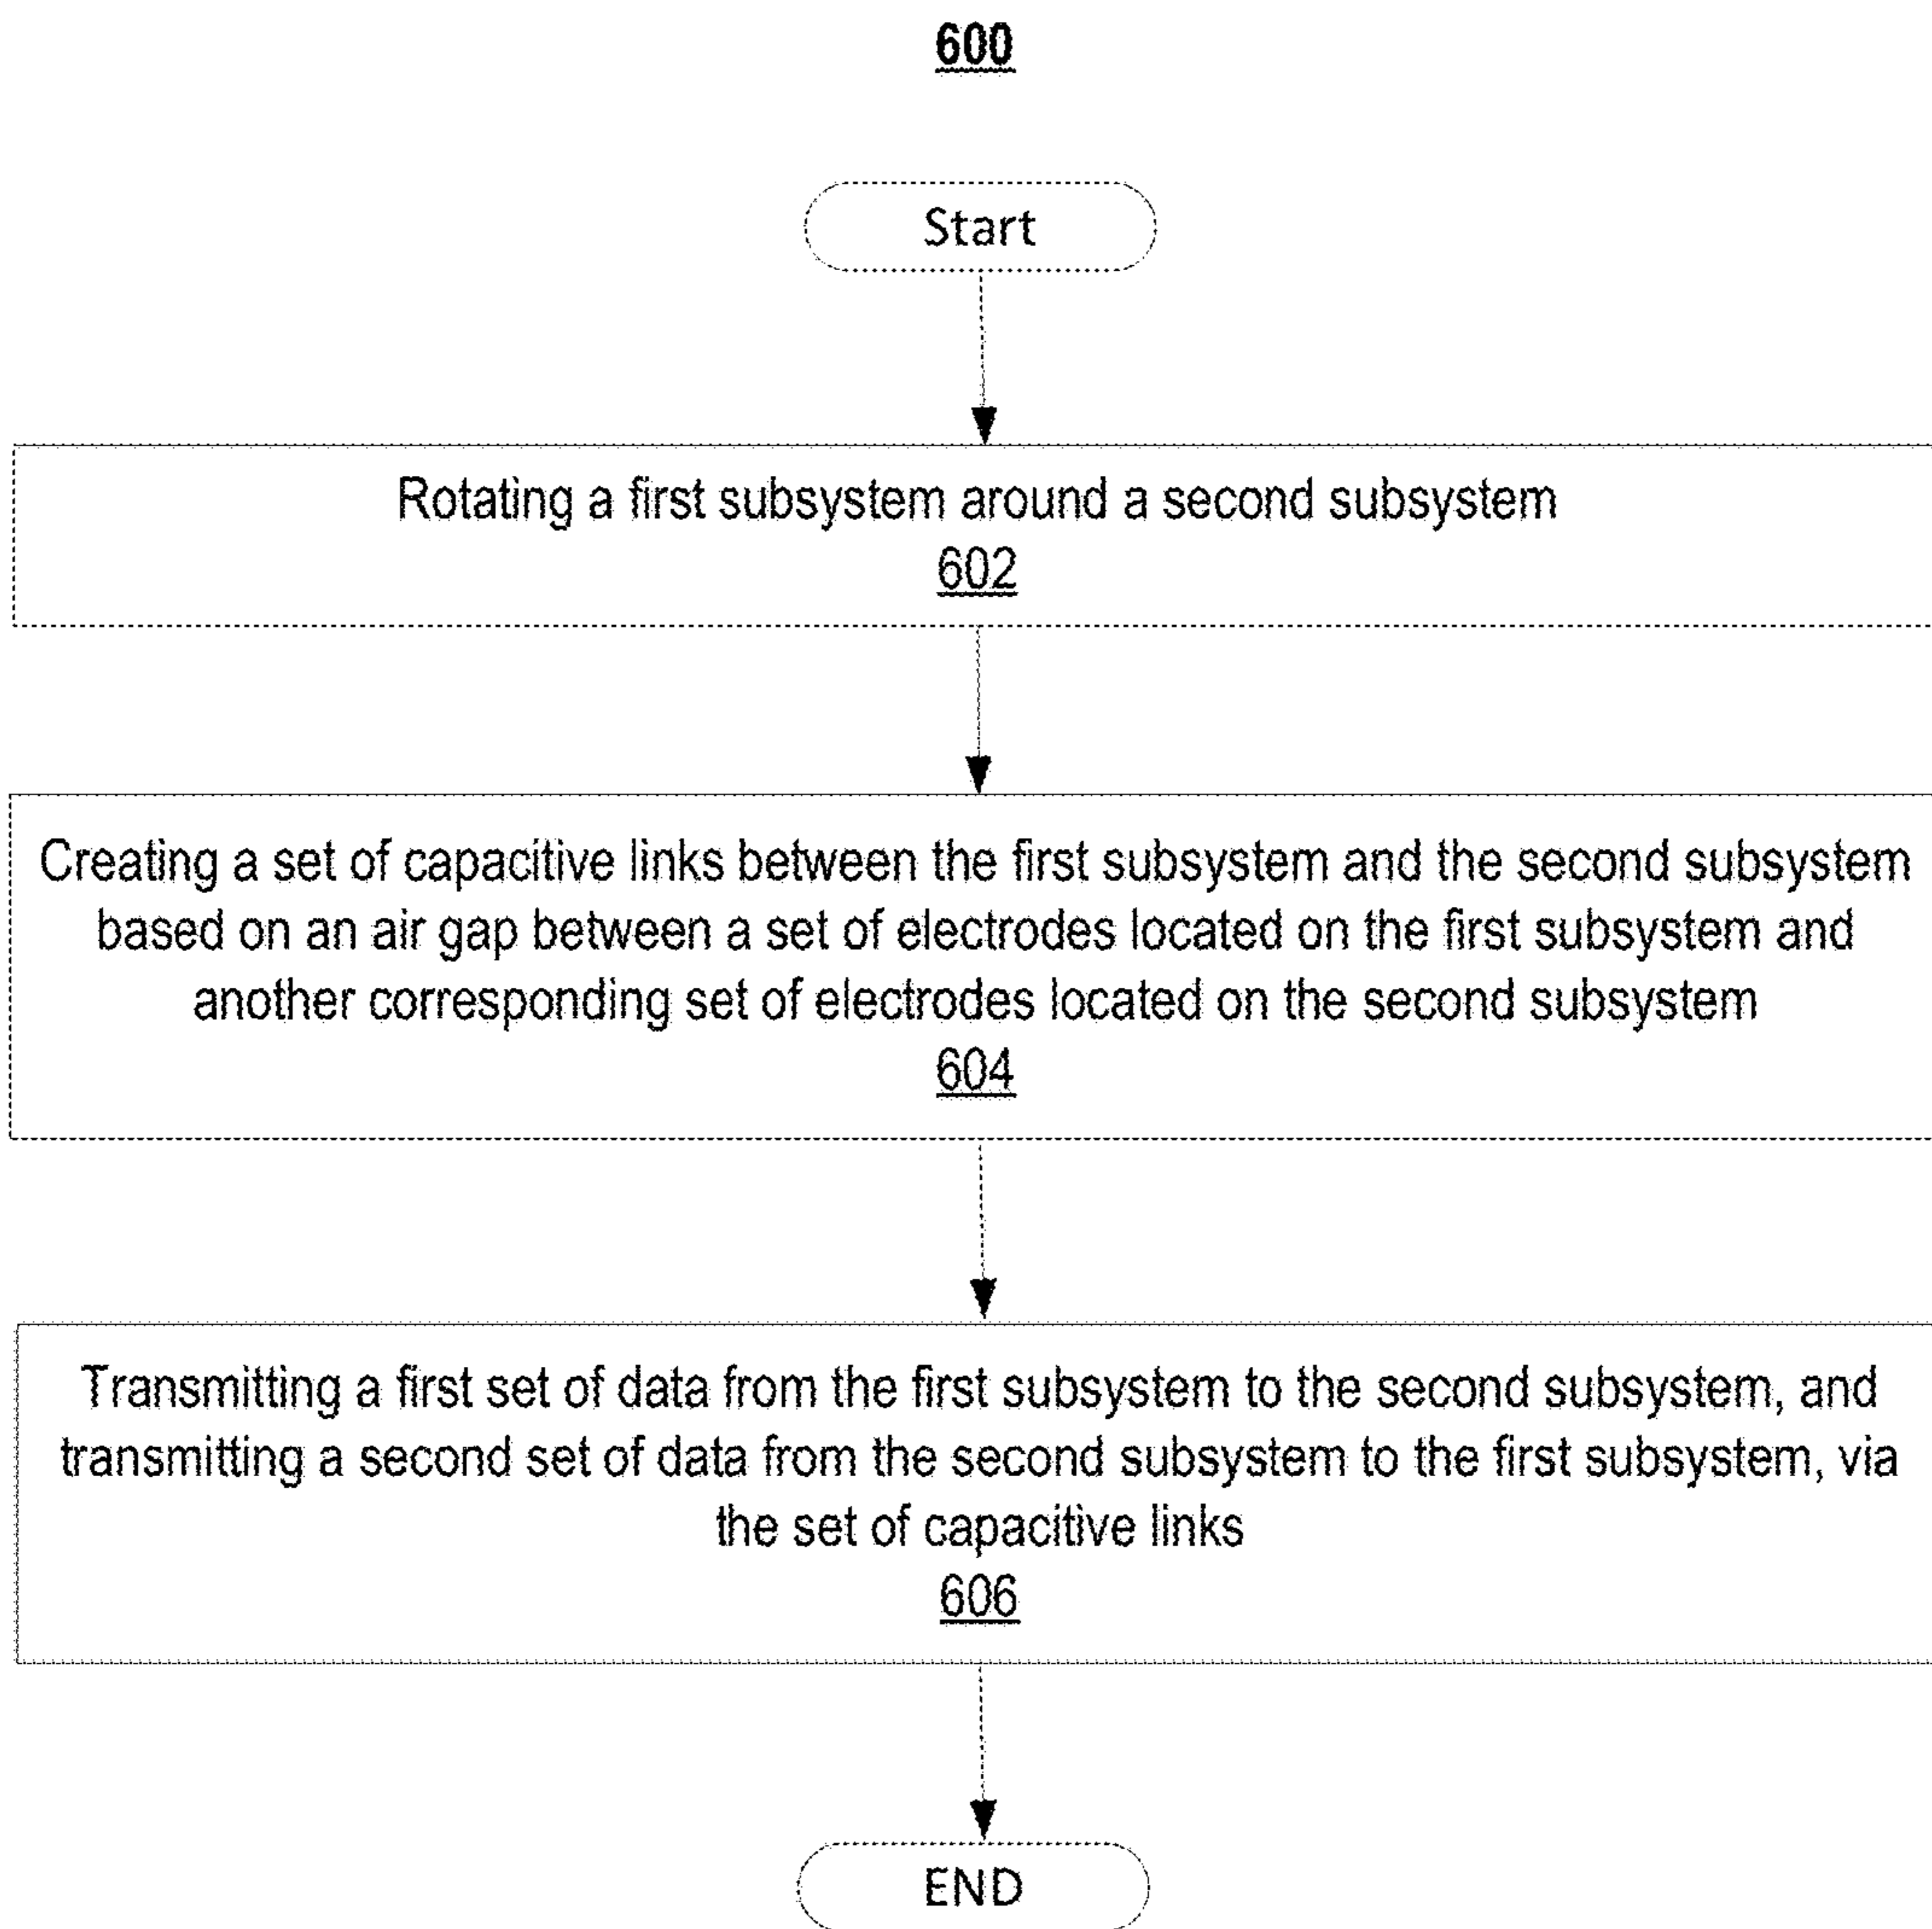 600
Start
Rotating a first subsystem around a second subsystem
602
Creating a set of capacitive links between the first subsystem and the second subsystem
based on an air gap between a set of electrodes located on the first subsystem and
another corresponding set of electrodes located on the second subsystem
604
Transmitting a first set of data from the first subsystem to the second subsystem, and
transmitting a second set of data from the second subsystem to the first subsystem, via
the set of capacitive links
606
END